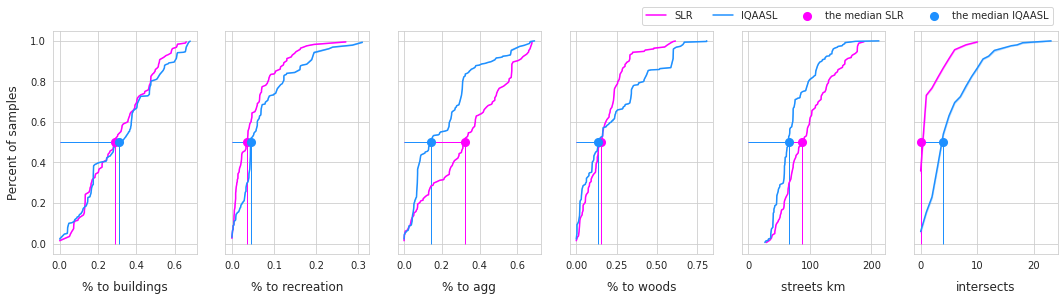 SLR IQAASL the median SLR the median IQAASL
Percent of samples
1.0
0.8
0.6
0.4
0.2
0.0
0.0 0.2 0.4 0.6
% to buildings
0.0 0.1 0.2 0.3
% to recreation
0.0 0.2 0.4 0.6
% to agg
0.00 0.25 0.50 0.75
% to woods
0 100 200
streets km
0 10 20
intersects